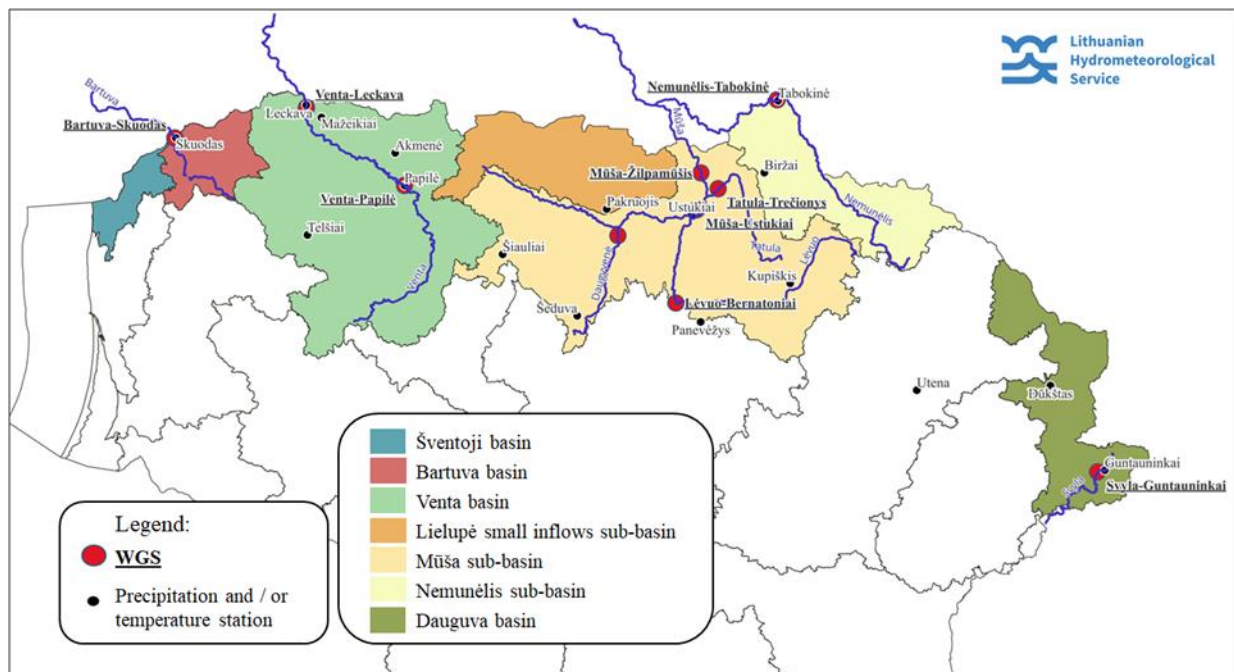 Lithuanian
Hydrometeorological
Service
Bartuva
Venta-Leckava
Leckava
Mažeikiai
Bartuva-Skuodas
Skuodas
Akmenė
Papilė
Venta-Papilė
Telšiai
Venta
Nemunėlis-Tabokinė
Tabokinė
Mūša
Biržai
Mūša-Žilpamūšis
Tatula-Trečionys
Pakruojis
Ustukiai
Mūša-Ustukiai
Nemunėlis
Šiauliai
Daugyvenė
Tatula
Lėvuo
Kupiškis
Lėvuo-Bernatoniai
Šeduva
Panevėžys
Utena
Dūkštas
Guntauninkai
Svyla
Svyla-Guntauninkai
Legend:
WGS
Precipitation and / or
temperature station
Šventoji basin
Bartuva basin
Venta basin
Lielupė small inflows sub-basin
Mūša sub-basin
Nemunėlis sub-basin
Dauguva basin